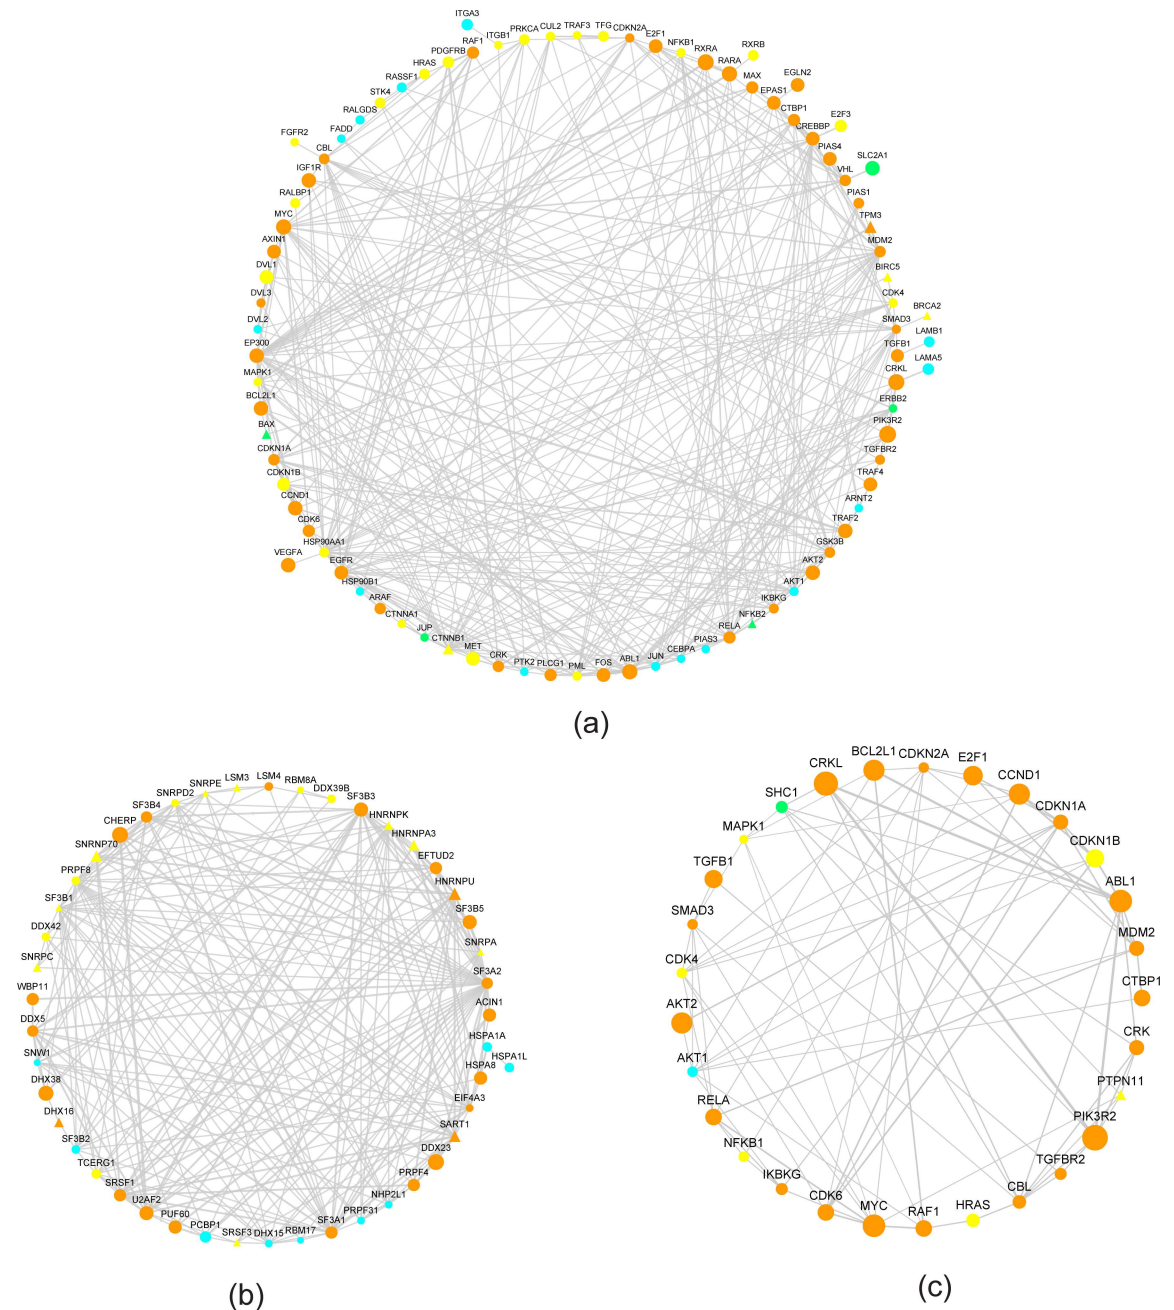 ITGA3
ITGB1
PRKCA
CUL2
TRAF3
TFG
CDKN2A
E2F1
NFKB1
RXRA
RXRB
RARA
MAX
EGLN2
EPAS1
CTBP1
E2F3
CREBBP
PIAS4
SLC2A1
VHL
PIAS1
TPM3
MDM2
BIRC5
CDK4
BRCA2
SMAD3
LAMB1
TGFB1
LAMA5
CRKL
ERBB2
PIK3R2
TGFBR2
TRAF4
ARNT2
TRAF2
GSK3B
AKT2
AKT1
IKBKG
NFKB2
RELA
PIAS3
CEBPA
JUN
ABL1
FOS
PML
PLCG1
PTK2
CRK
MET
CTNNB1
JUP
CTNNA1
ARAF
HSP90B1
EGFR
VEGFA
HSP90AA1
CDK6
CCND1
CDKN1B
CDKN1A
BAX
BCL2L1
MAPK1
EP300
DVL2
DVL3
DVL1
AXIN1
MYC
RALBP1
IGF1R
CBL
FGFR2
FADD
RALGDS
STK4
RASSF1
HRAS
PDGFRB
RAF1
(a)
LSM4
RBM8A
DDX39B
SF3B3
HNRNPK
HNRNPA3
EFTUD2
HNRNPU
SF3B5
SNRPA
SF3A2
ACIN1
HSPA1A
HSPA1L
HSPA8
EIF4A3
SART1
DDX23
PRPF4
NHP2L1
PRPF31
SF3A1
RBM17
DHX15
SRSF3
PCBP1
PUF60
U2AF2
SRSF1
TCERG1
SF3B2
DHX16
DHX38
SNW1
DDX5
WBP11
SNRPC
DDX42
SF3B1
PRPF8
SNRNP70
CHERP
SF3B4
SNRPD2
SNRPE
LSM3
(b)
CDKN2A
E2F1
CCND1
CDKN1A
CDKN1B
ABL1
MDM2
CTBP1
CRK
PTPN11
PIK3R2
TGFBR2
CBL
HRAS
RAF1
MYC
CDK6
IKBKG
NFKB1
RELA
AKT1
AKT2
CDK4
SMAD3
TGFB1
MAPK1
SHC1
CRKL
BCL2L1
(c)